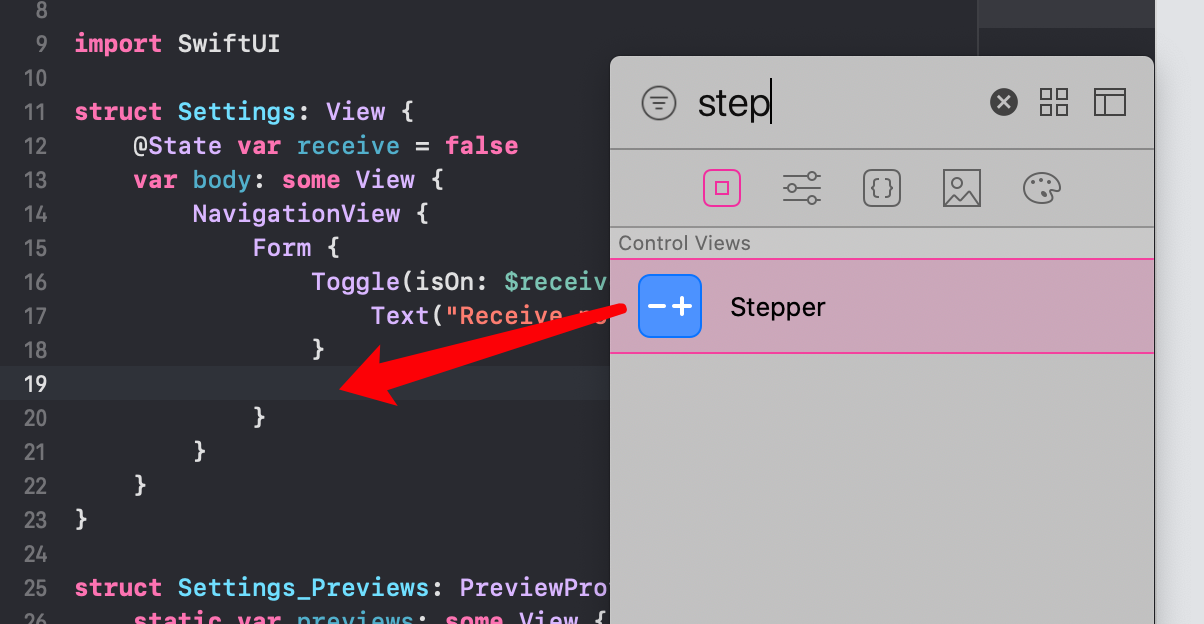 8
9 import SwiftUI
10
11 struct Settings: View {
12 @State var receive = false
13 var body: some View {
14 NavigationView {
15 Form {
16 Toggle(isOn: $receiv
17 Text("Receive
18 }
19
20 }
21 }
22 }
23 }
24
25 struct Settings_Previews: PreviewPro
26 static var previews: some View {
step
Control Views
Stepper